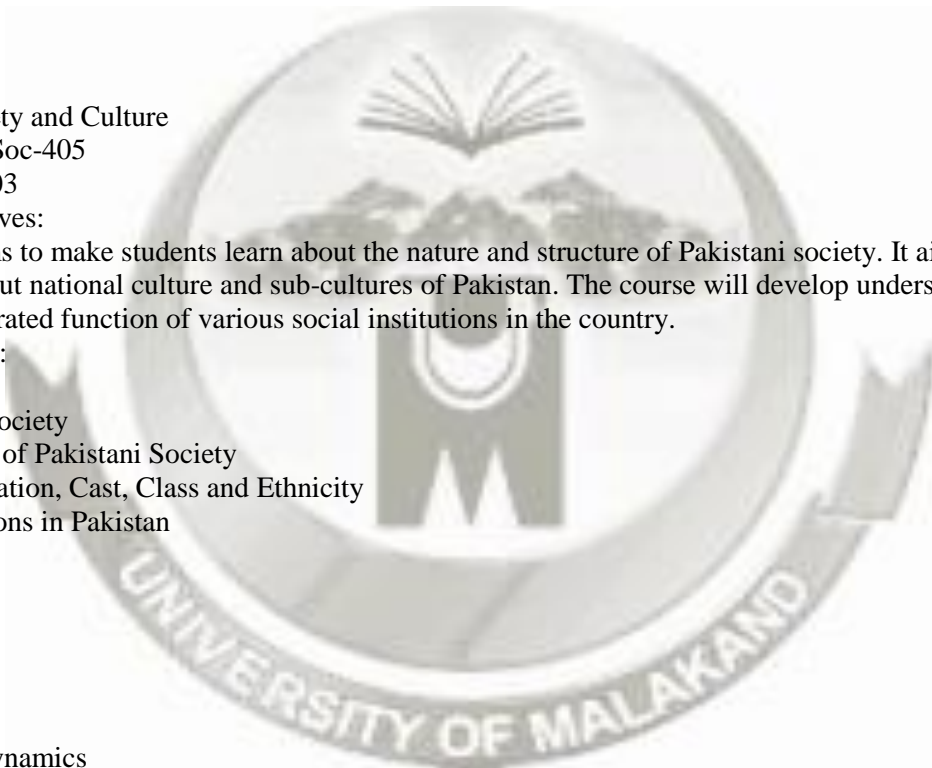 ty and Culture
Soc-405
03
ves:
s to make students learn about the nature and structure of Pakistani society. It ai
ut national culture and sub-cultures of Pakistan. The course will develop unders
rated function of various social institutions in the country.
:
ociety
of Pakistani Society
ation, Cast, Class and Ethnicity
ons in Pakistan
UNIVERSITY OF MALAKAND
ynamics